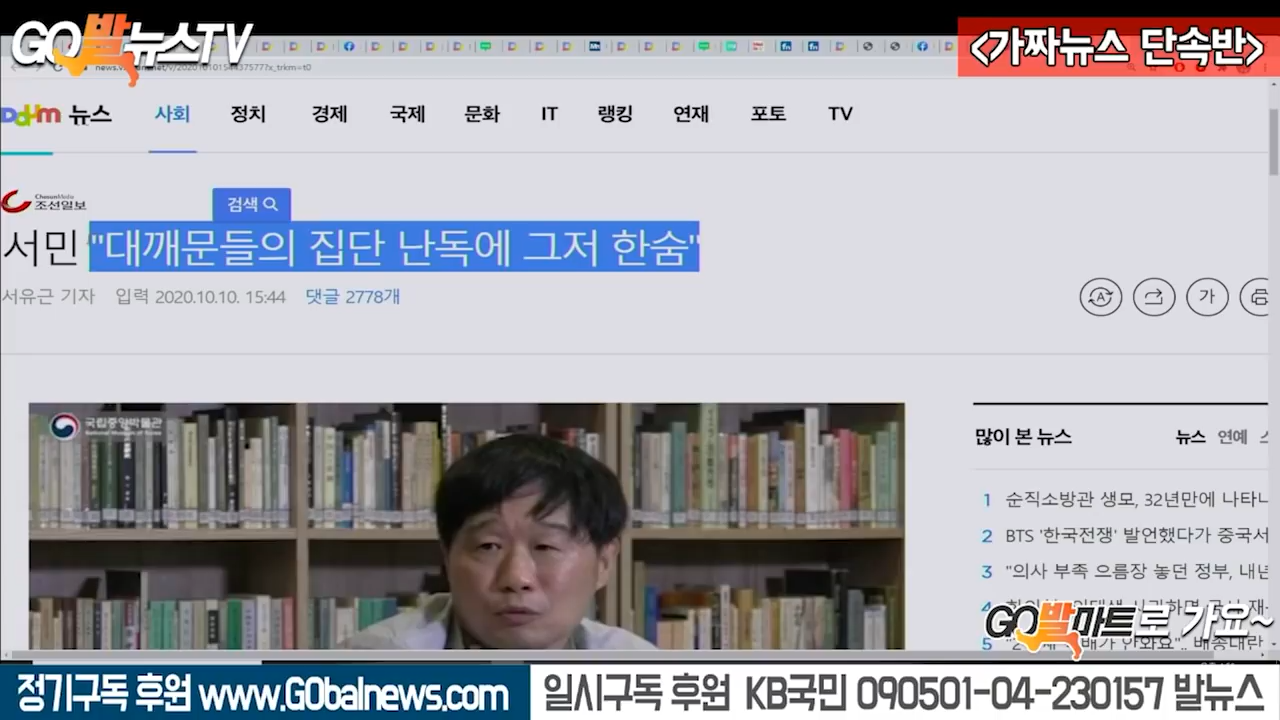 GO발뉴스TV
<가짜뉴스 단속반>
Daum 뉴스 사회 정치 경제 국제 문화 IT 랭킹 연재 포토 TV
ChosunMedia
조선일보
검색
서민 "대깨문들의 집단 난독에 그저 한숨"
서유근 기자 입력 2020.10.10. 15:44 댓글 2778개
가
국립중앙박물관
National Museum of Korea
많이 본 뉴스 뉴스 연예
1 순직소방관 생모, 32년만에 나타나
2 BTS '한국전쟁' 발언했다가 중국서
3 "의사 부족 으름장 놓던 정부, 내년
4
5
GO발마트로 가요~
정기구독 후원 www.GObalnews.com
일시구독 후원 KB국민 090501-04-230157 발뉴스